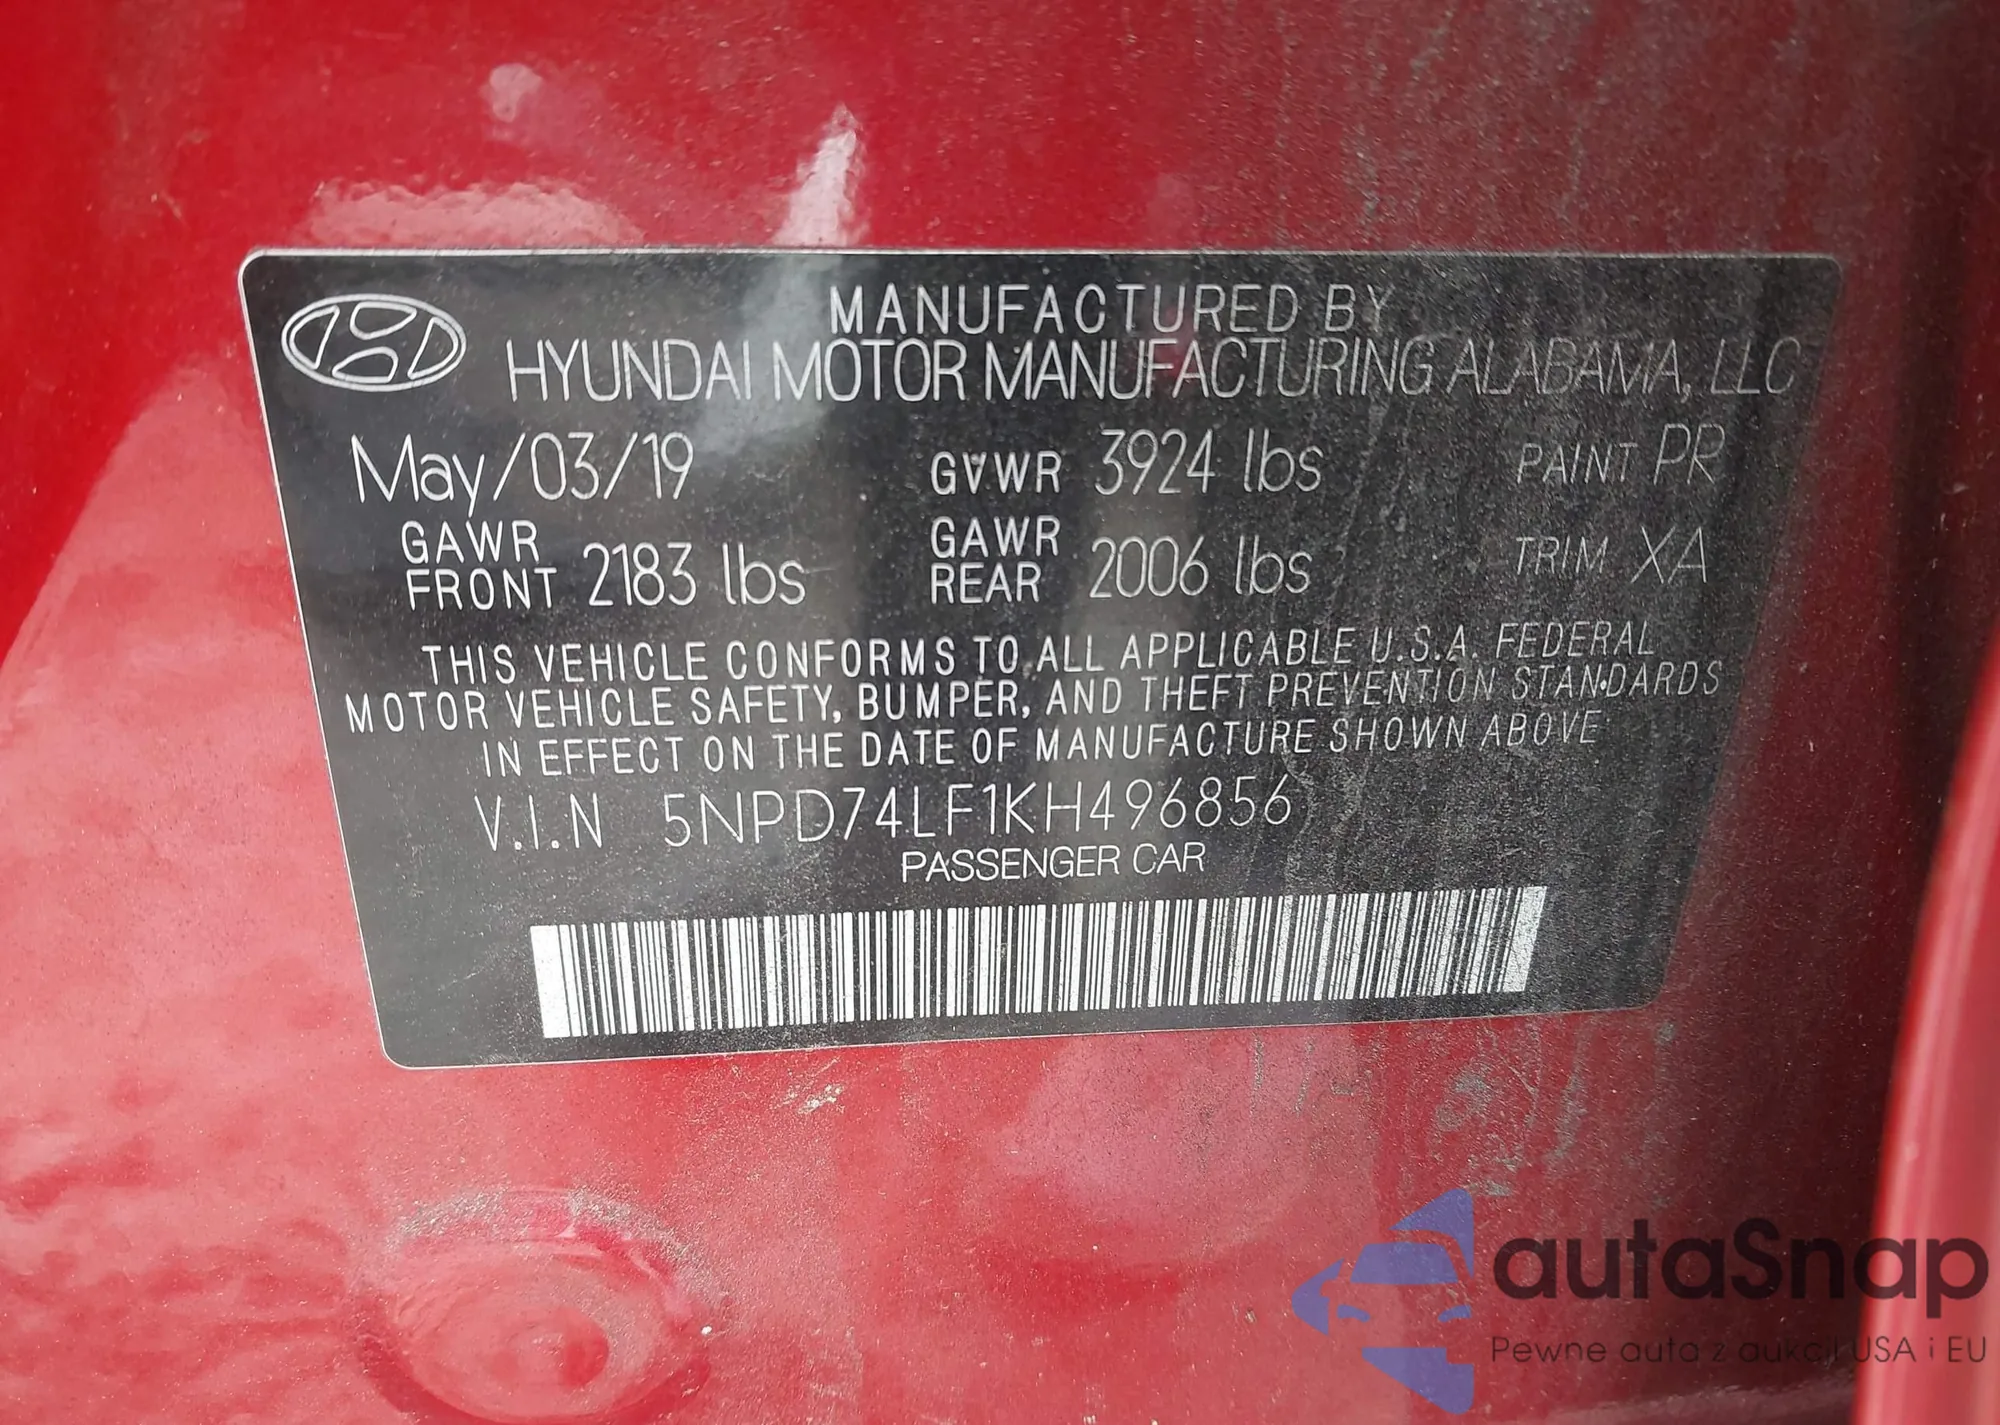 MANUFACTURED BY
HYUNDAI MOTOR MANUFACTURING ALABAMA, LLC
May/03/19 GVWR 3924 lbs PAINT PR
GAWR FRONT 2183 lbs GAWR REAR 2006 lbs TRIM XA
THIS VEHICLE CONFORMS TO ALL APPLICABLE U.S.A. FEDERAL
MOTOR VEHICLE SAFETY, BUMPER, AND THEFT PREVENTION STANDARDS
IN EFFECT ON THE DATE OF MANUFACTURE SHOWN ABOVE
V.I.N 5NPD74LF1KH496856
PASSENGER CAR
autaSnap
Pewne auta z aukcji USA i EU